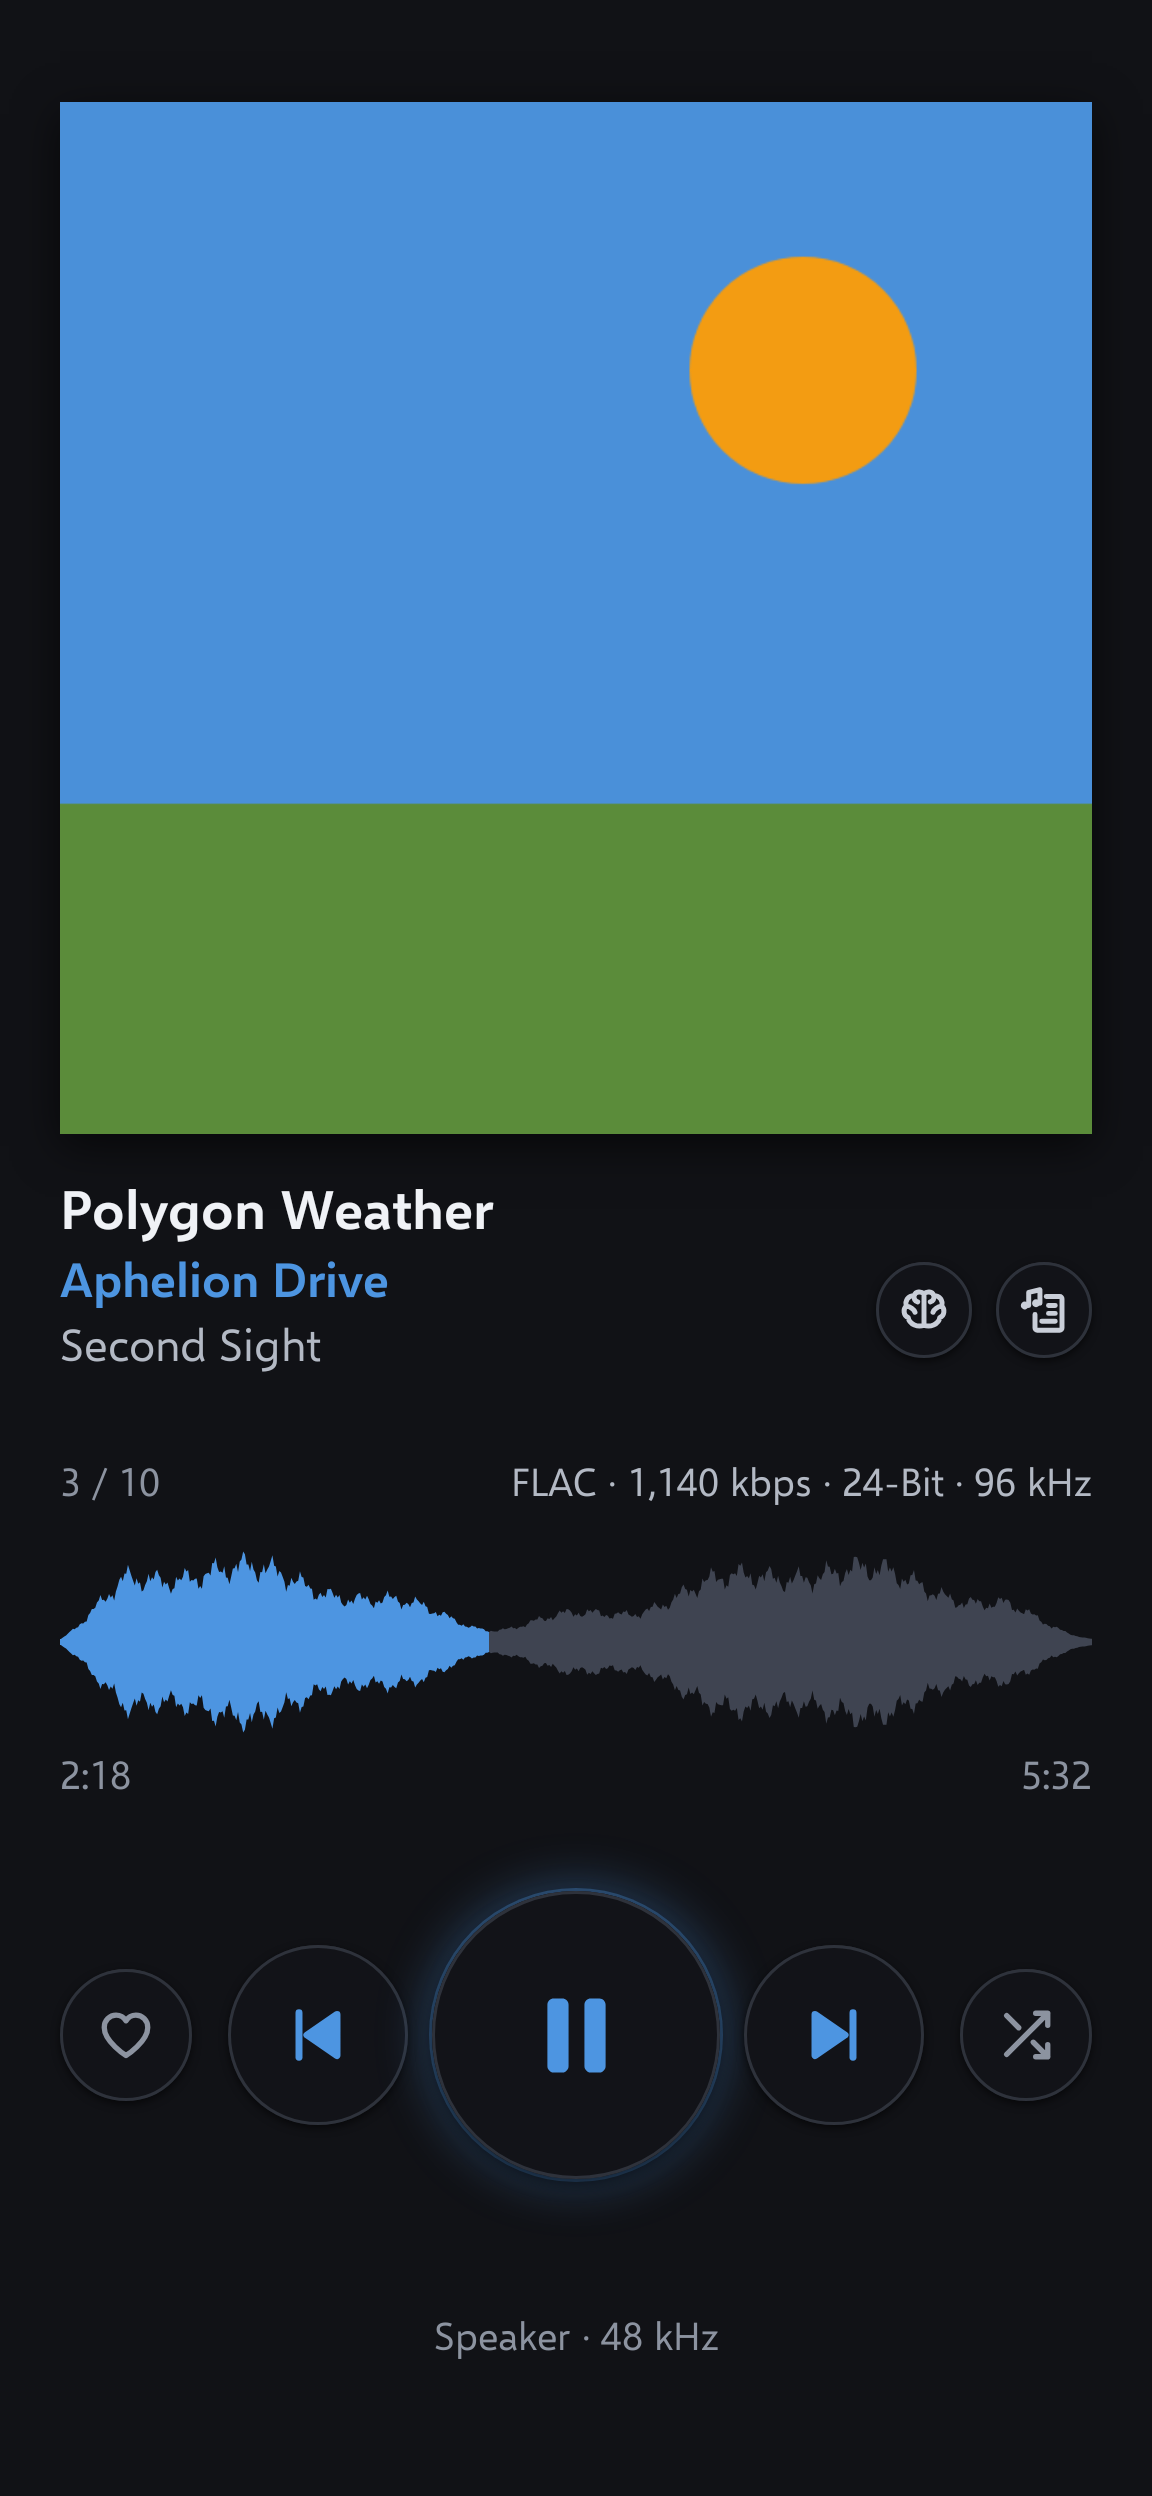 Polygon Weather
Aphelion Drive
Second Sight
3 / 10
FLAC · 1,140 kbps · 24-Bit · 96 kHz
2:18
5:32
Speaker · 48 kHz